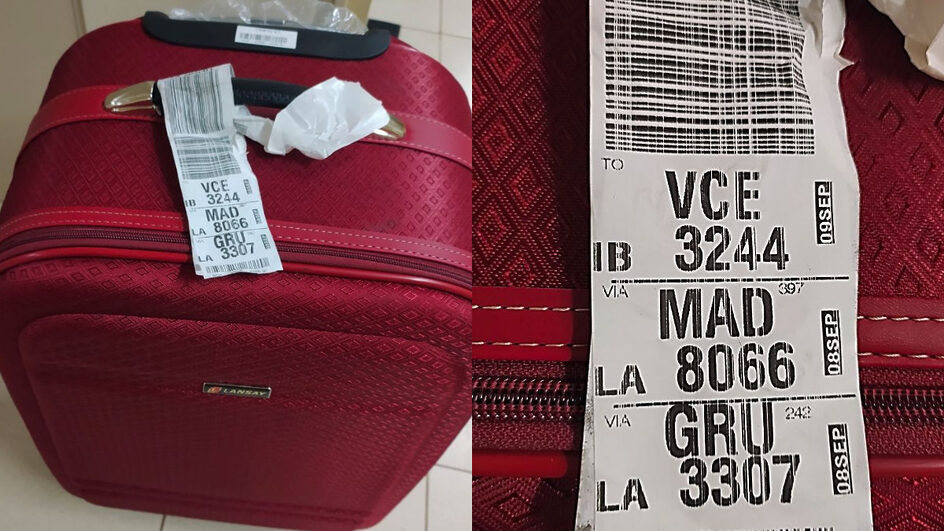 VCE
IB 3244
MAD
LA 8066
GRU
LA 3307
LANSAY
TO
VCE
IB 3244
09SEP
VIA
MAD 397
LA 8066
08SEP
VIA
GRU 242
LA 3307
08SEP